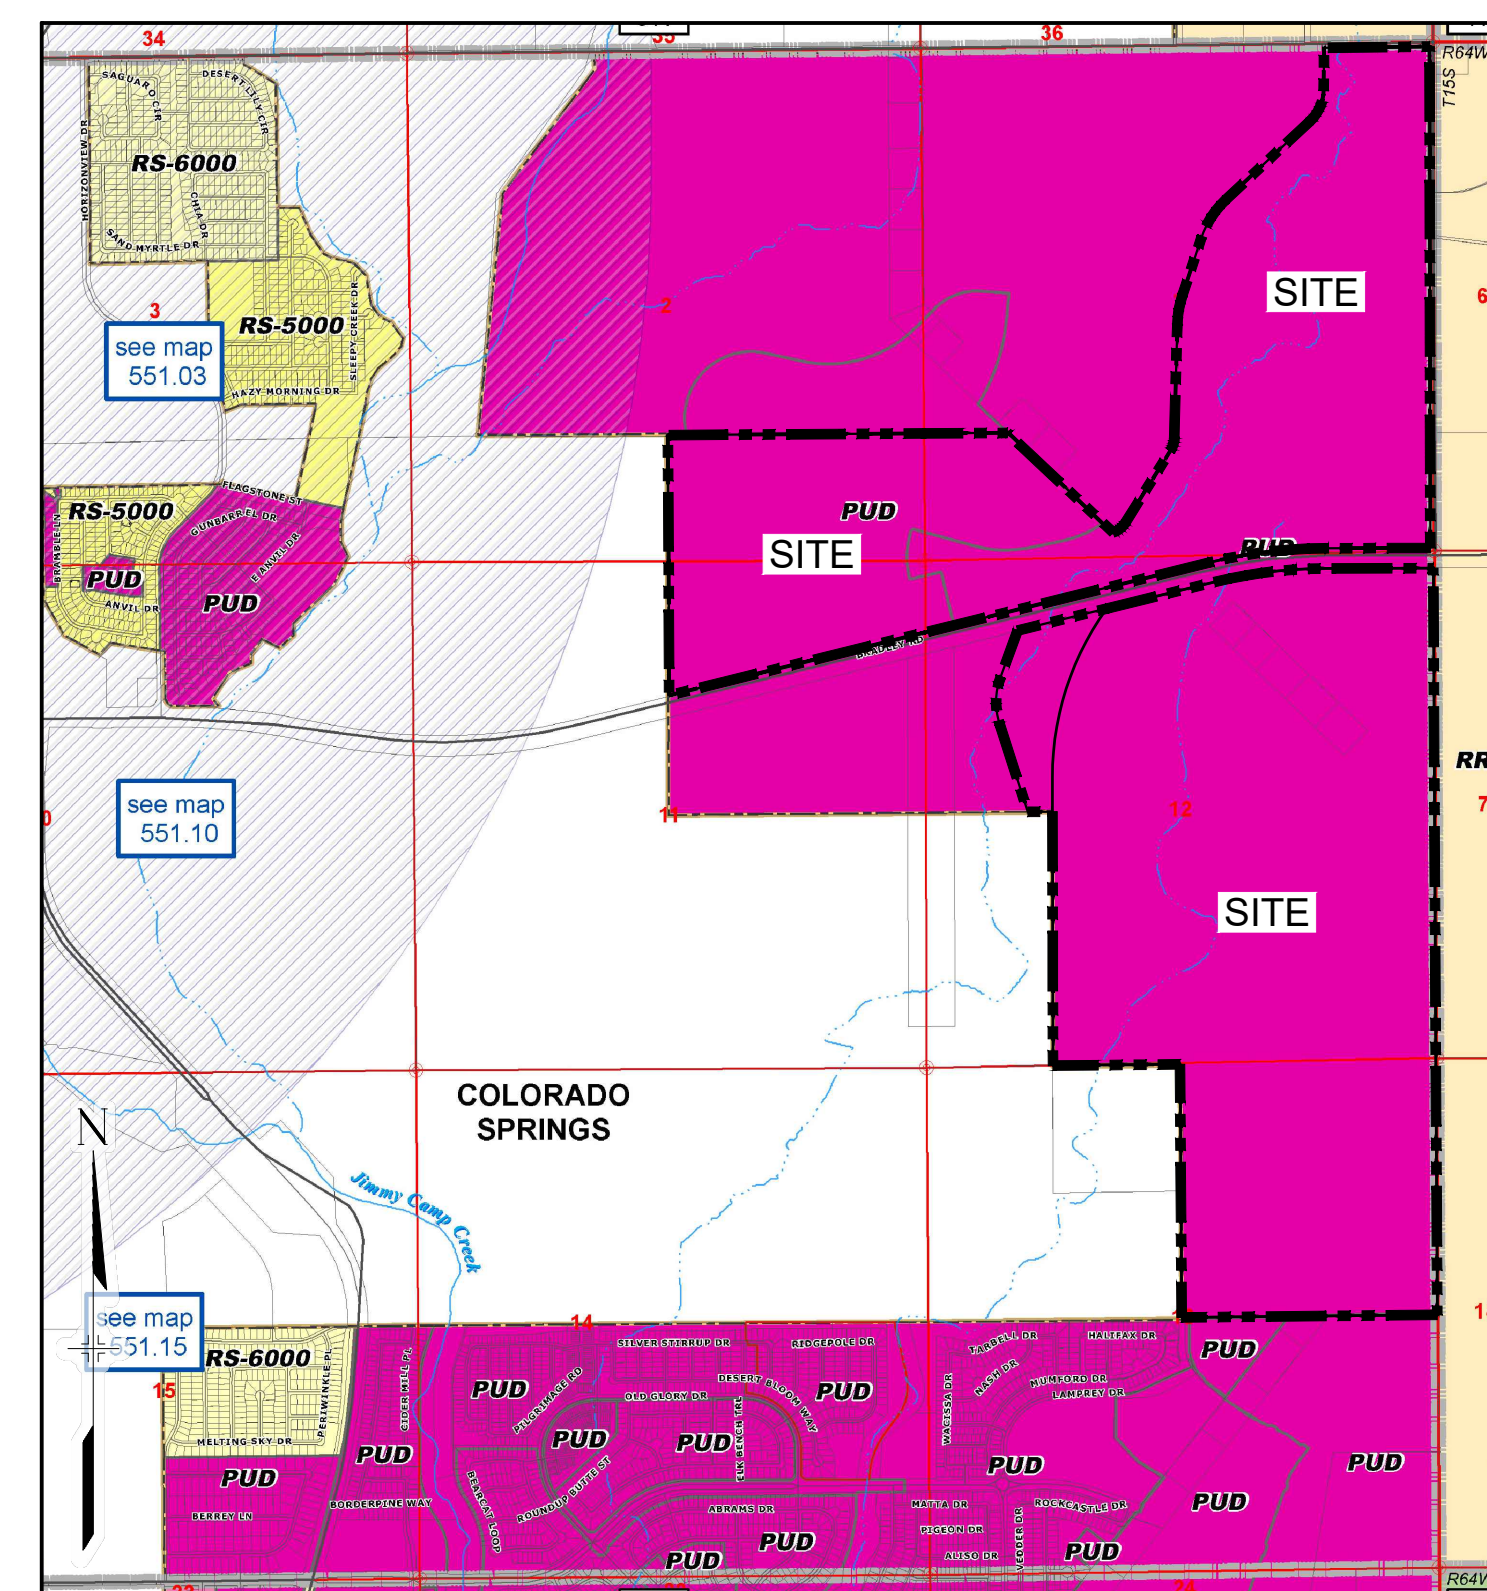 34
35
36
R64W
T15S
SAGUARO CIR
DESERT LILY CIR
HORIZONVIEW DR
RS-6000
CHIA DR
SAND MYRTLE DR
3
2
6
SITE
RS-5000
SLEEPY CREEK DR
see map
551.03
HAZY MORNING DR
FLAGSTONE ST
GUNBARREL DR
E ANVIL DR
RS-5000
BRAMBLE LN
PUD
ANVIL DR
PUD
PUD
SITE
PUD
BRADLEY RD
RR
see map
551.10
0
11
12
7
SITE
COLORADO
SPRINGS
N
Jimmy Camp Creek
see map
551.15
14
15
RS-6000
PERIWINKLE PL
MELTING SKY DR
CIDER MILL PL
SILVER STIRRUP DR
RIDGEPOLE DR
TARBELL DR
HALIFAX DR
PUD
PUD
PILGRIMAGE RD
OLD GLORY DR
DESERT BLOOM WAY
PUD
WACISSA DR
NASH DR
MUMFORD DR
LAMPREY DR
PUD
PUD
PUD
ELK BENCH TRL
PUD
PUD
PUD
BEARCAT LOOP
ROUNDUP BUTTE ST
BERREY LN
BORDERPINE WAY
ABRAMS DR
MATTA DR
ROCKCASTLE DR
PUD
PIGEON DR
VEDDER DR
PUD
PUD
ALISO DR
PUD
24
R64W